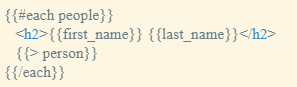 {{#each people}}
<h2>{{first_name}} {{last_name}}</h2>
{{> person}}
{{/each}}